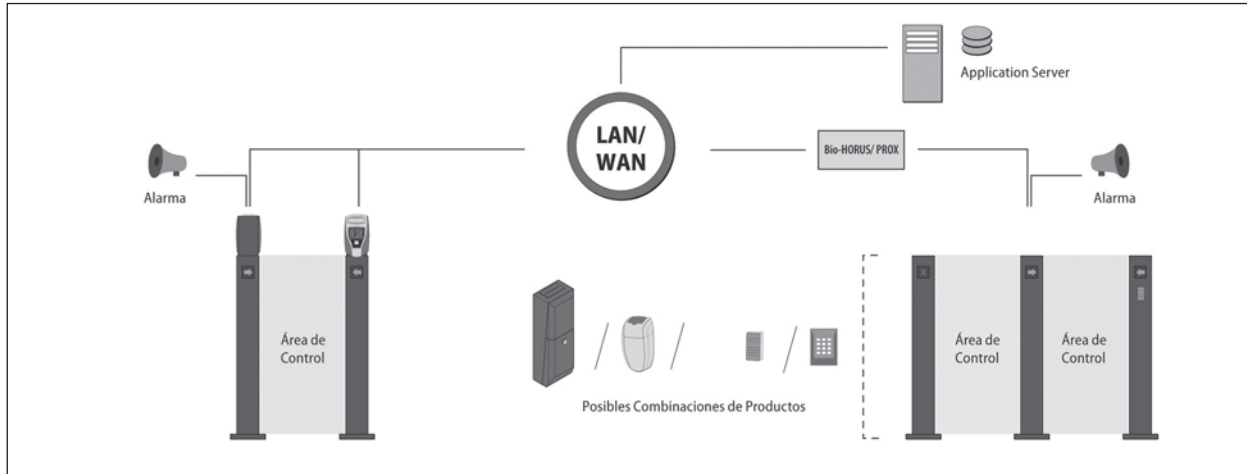 Application Server
LAN/
WAN
Bio-HORUS/ PROX
Alarma
Alarma
Área de
Control
Área de
Control
Área de
Control
Posibles Combinaciones de Productos